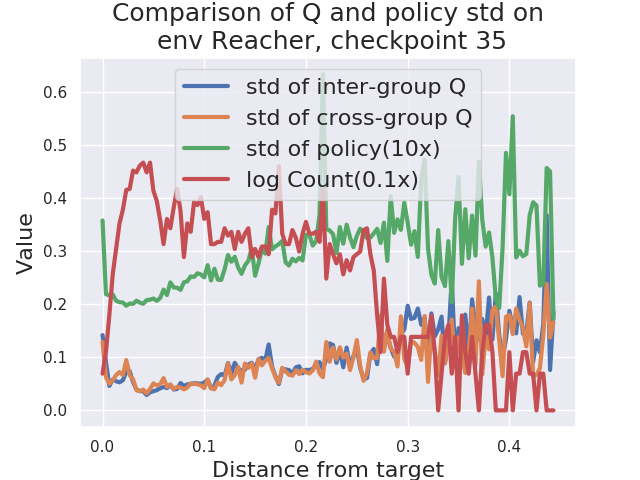 Comparison of Q and policy std on
env Reacher, checkpoint 35
std of inter-group Q
std of cross-group Q
std of policy(10x)
log Count(0.1x)
Value
0.6
0.5
0.4
0.3
0.2
0.1
0.0
0.0 0.1 0.2 0.3 0.4
Distance from target